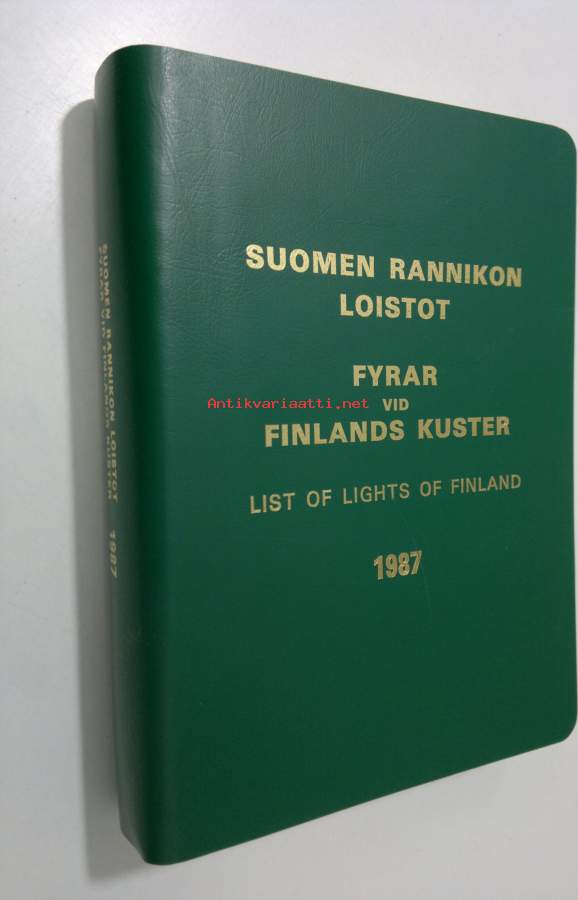 SUOMEN RANNIKON
LOISTOT
FYRAR
Antikvariaatti.net
VID
FINLANDS KUSTER
LIST OF LIGHTS OF FINLAND
1987
SUOMEN RANNIKON LOISTOT 1987
FYRAR VID FINLANDS KUSTER